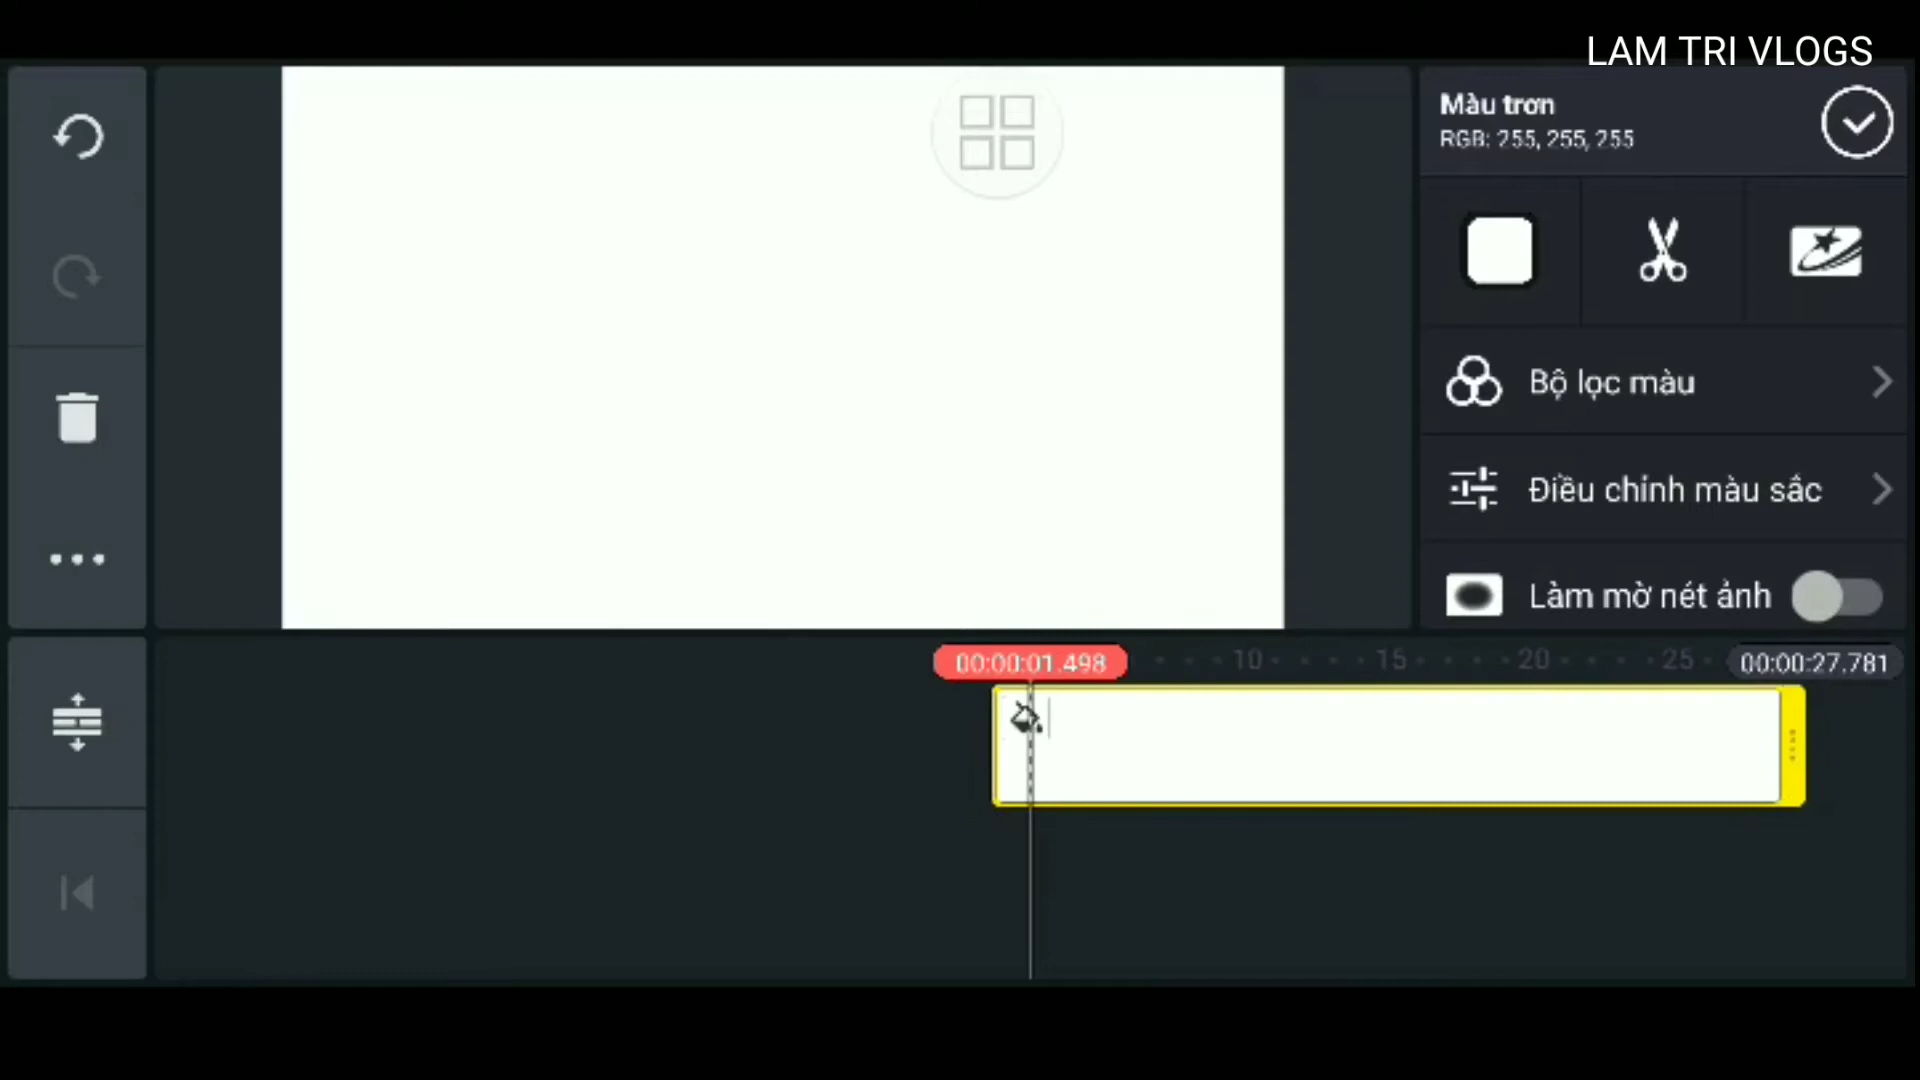 LAM TRI VLOGS
Màu trơn
RGB: 255, 255, 255
Bộ lọc màu
Điều chỉnh màu sắc
Làm mờ nét ảnh
00:00:01.498
10
15
20
25
00:00:27.781